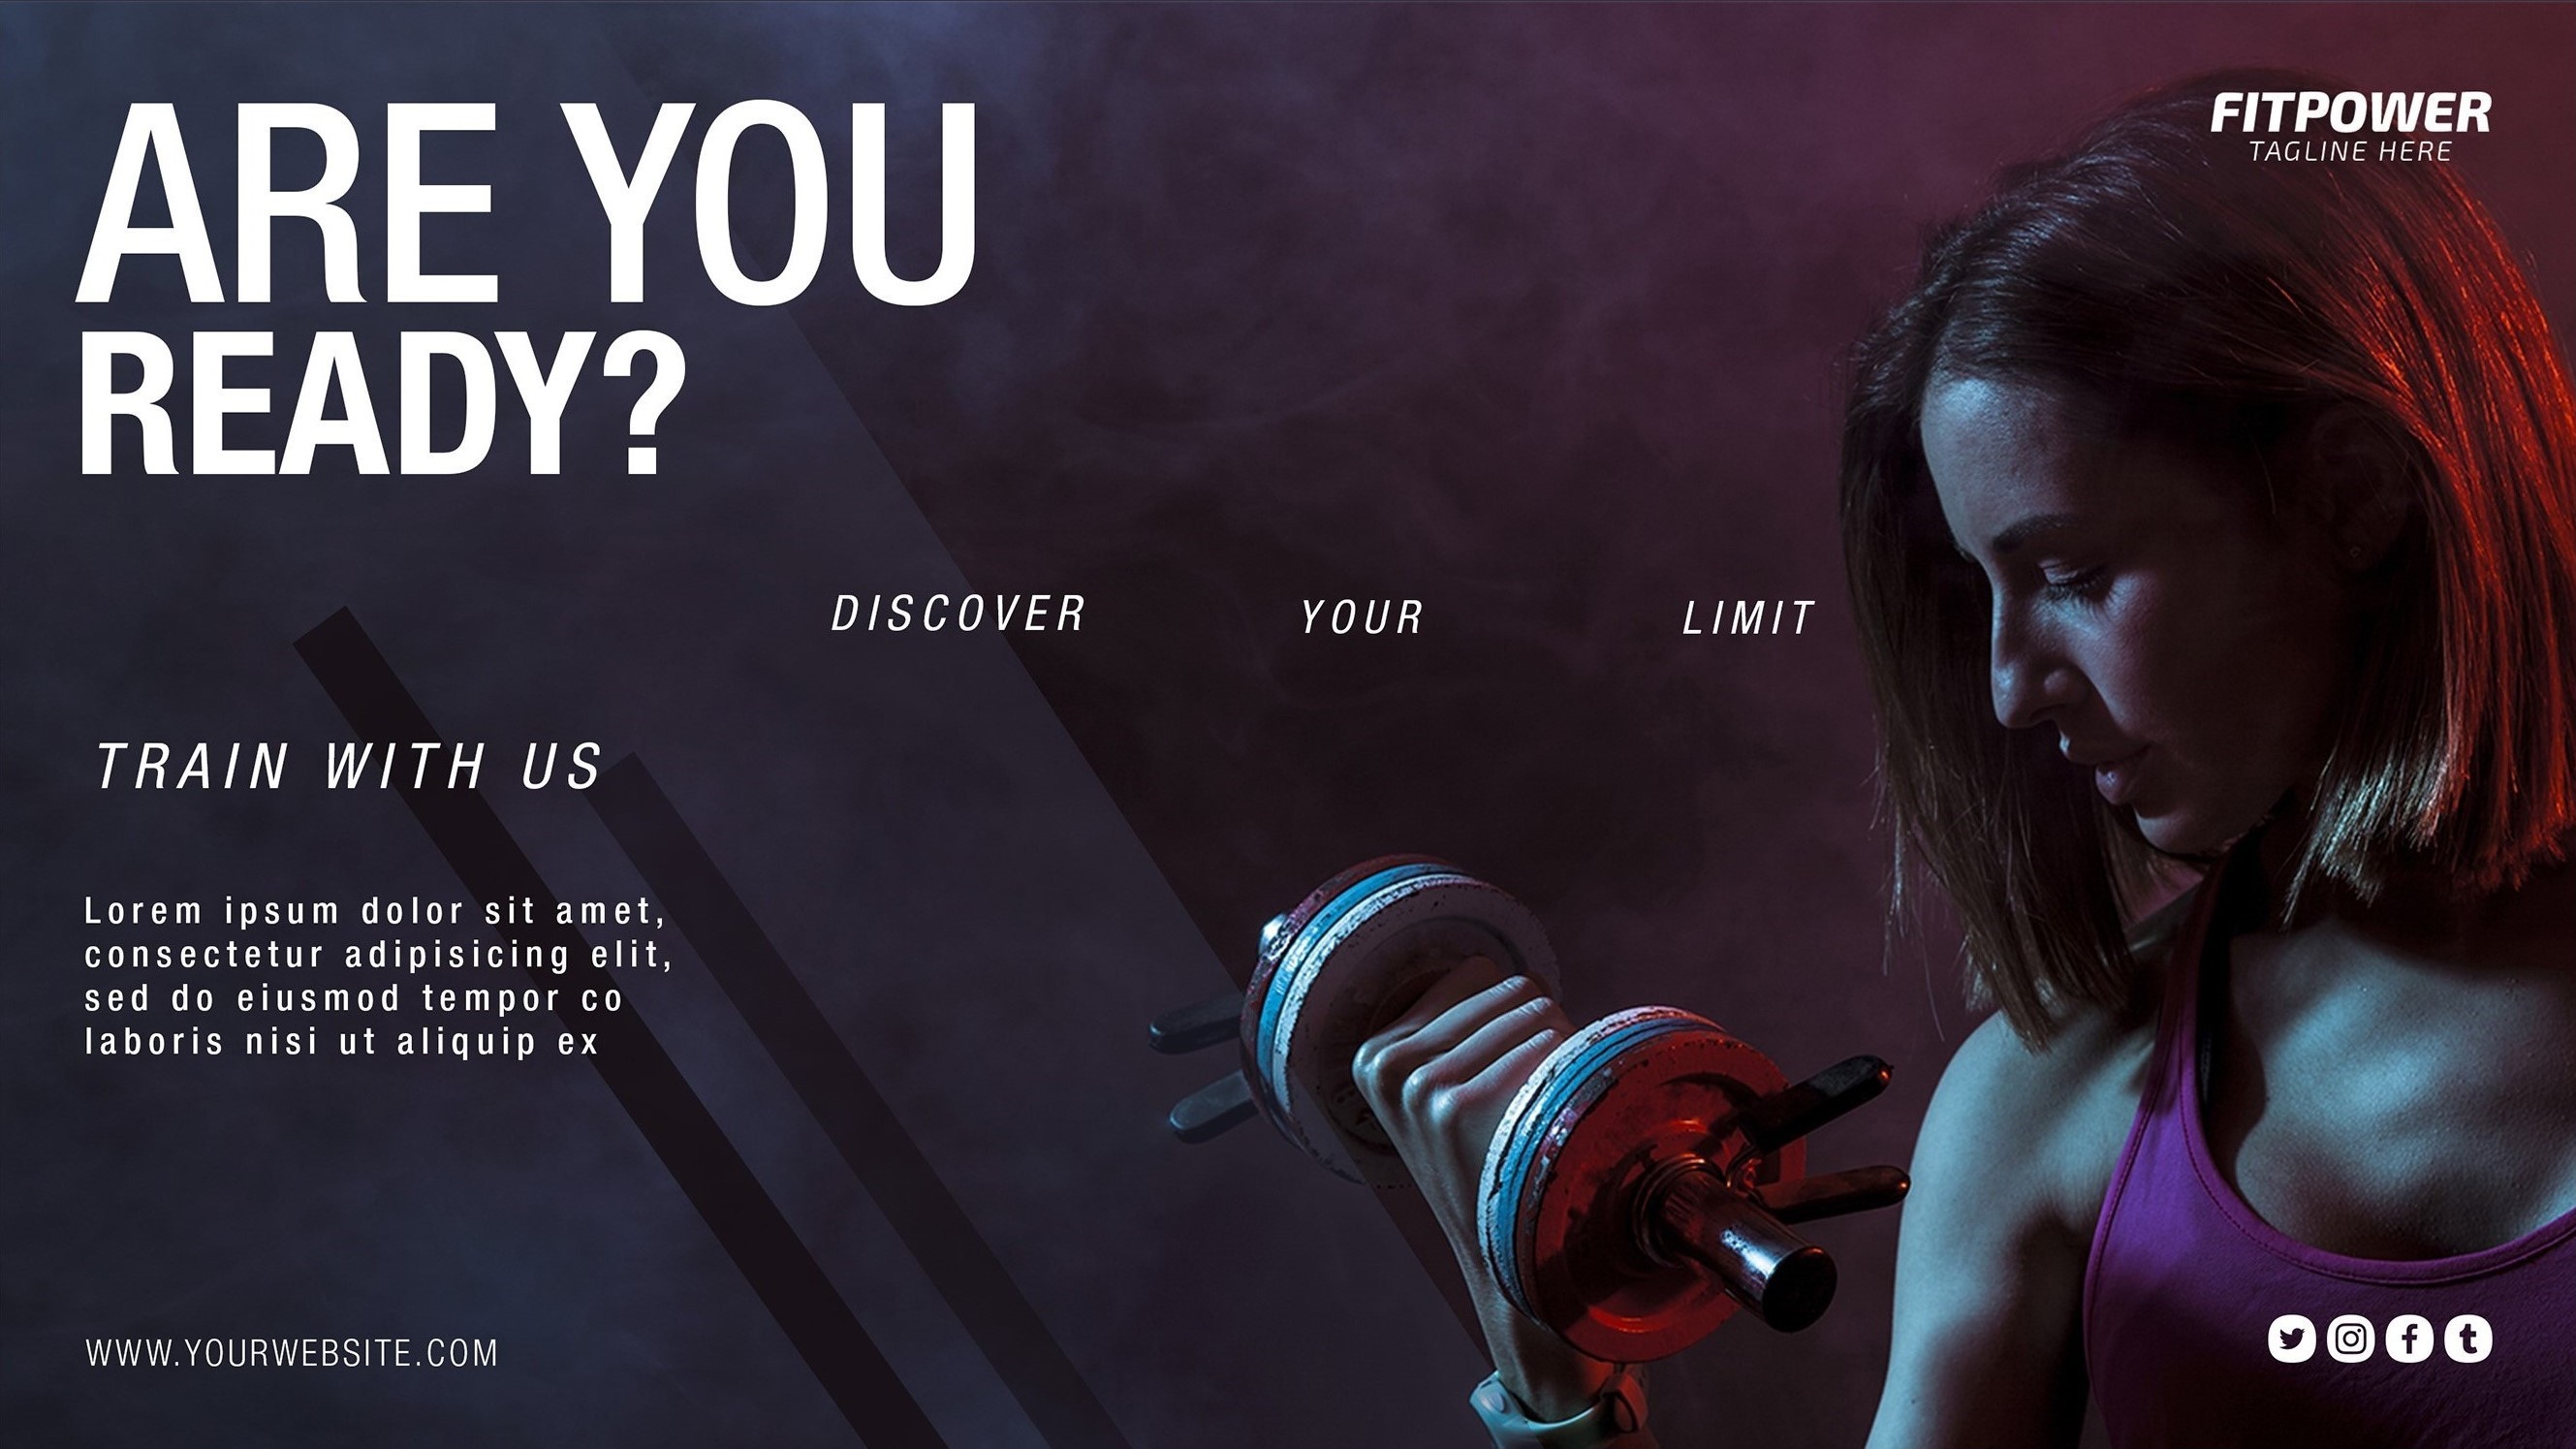 ARE YOU
READY?
FITPOWER
TAGLINE HERE
DISCOVER YOUR LIMIT
TRAIN WITH US
Lorem ipsum dolor sit amet,
consectetur adipisicing elit,
sed do eiusmod tempor co
laboris nisi ut aliquip ex
WWW.YOURWEBSITE.COM